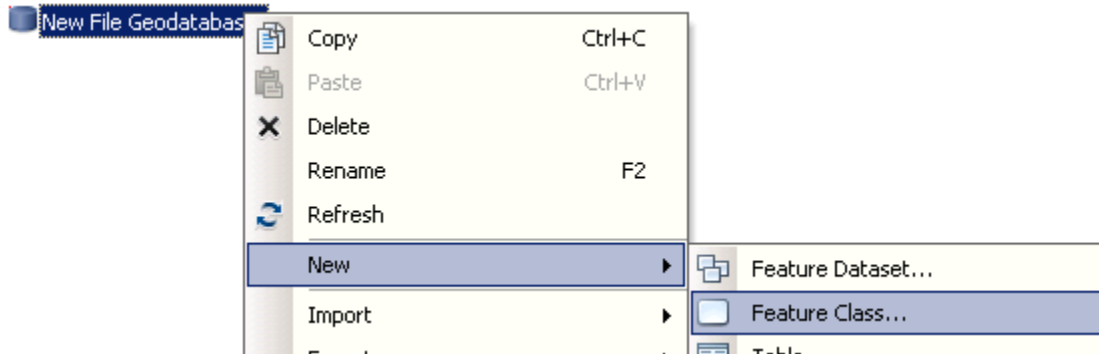 New File Geodatabas
Copy Ctrl+C
Paste Ctrl+V
Delete
Rename F2
Refresh
New Feature Dataset...
Import Feature Class...